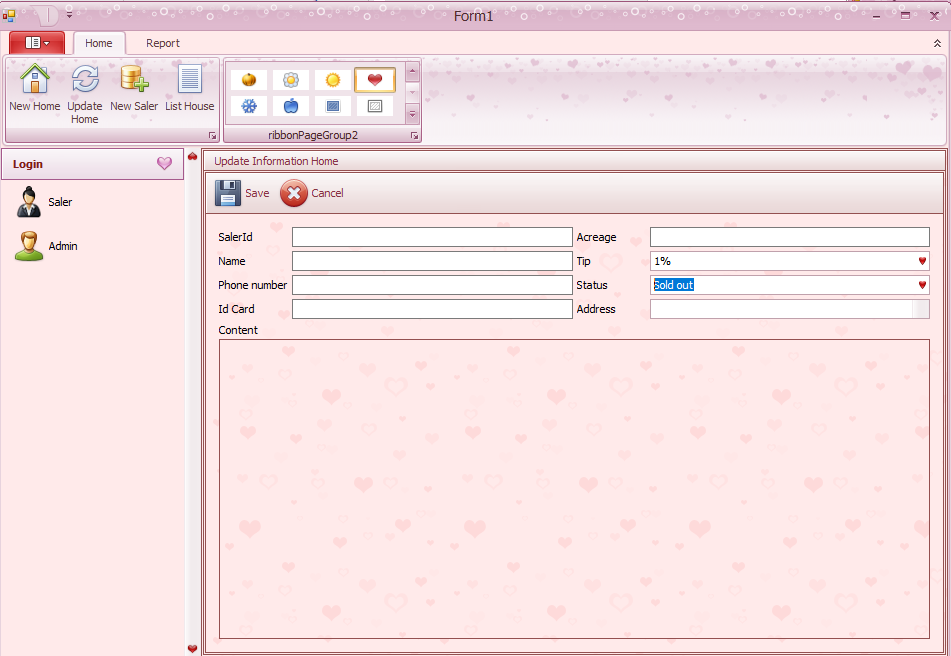 Form1
Home Report
New Home Update Home New Saler List House
ribbonPageGroup2
Login
Saler
Admin
Update Information Home
Save Cancel
SalerId Acreage
Name Tip 1%
Phone number Status Sold out
Id Card Address
Content